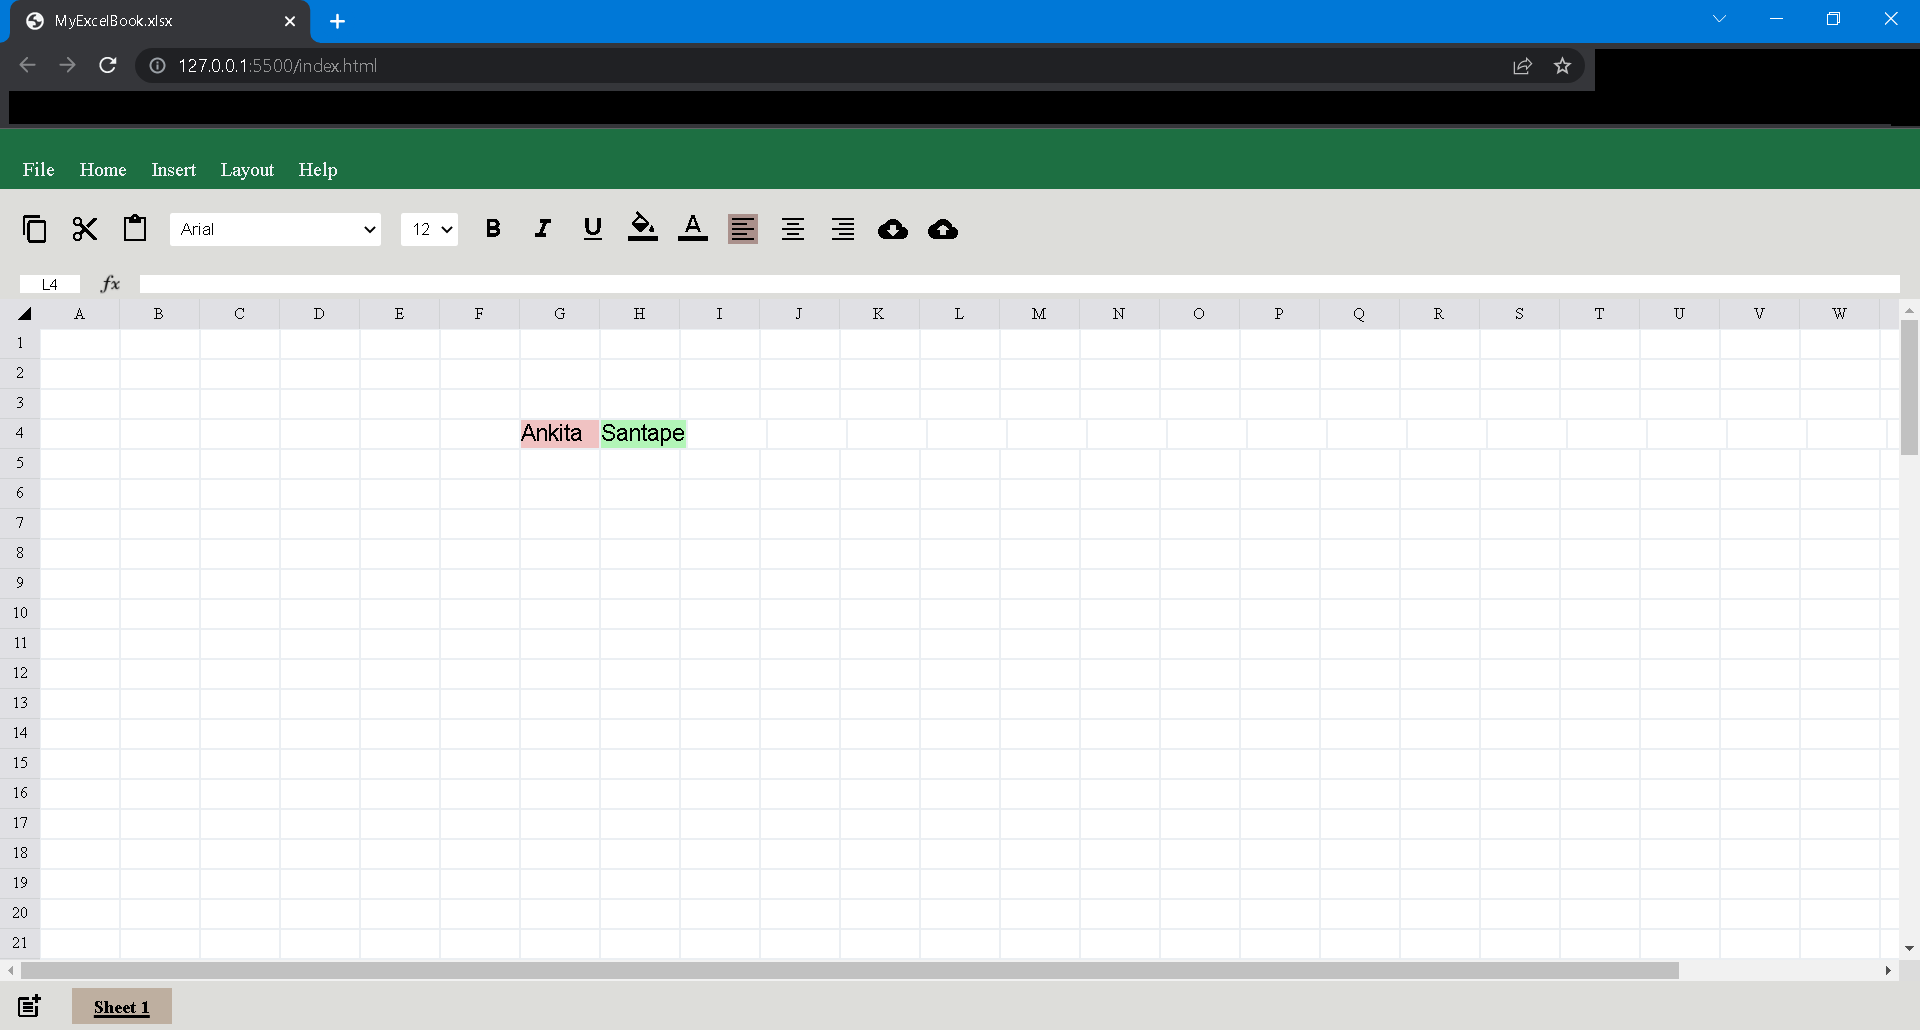 MyExcelBook.xlsx
127.0.0.1:5500/index.html
File Home Insert Layout Help
Arial 12 B I U A
L4 fx
A B C D E F G H I J K L M N O P Q R S T U V W
1
2
3
4 Ankita Santape
5
6
7
8
9
10
11
12
13
14
15
16
17
18
19
20
21
Sheet 1